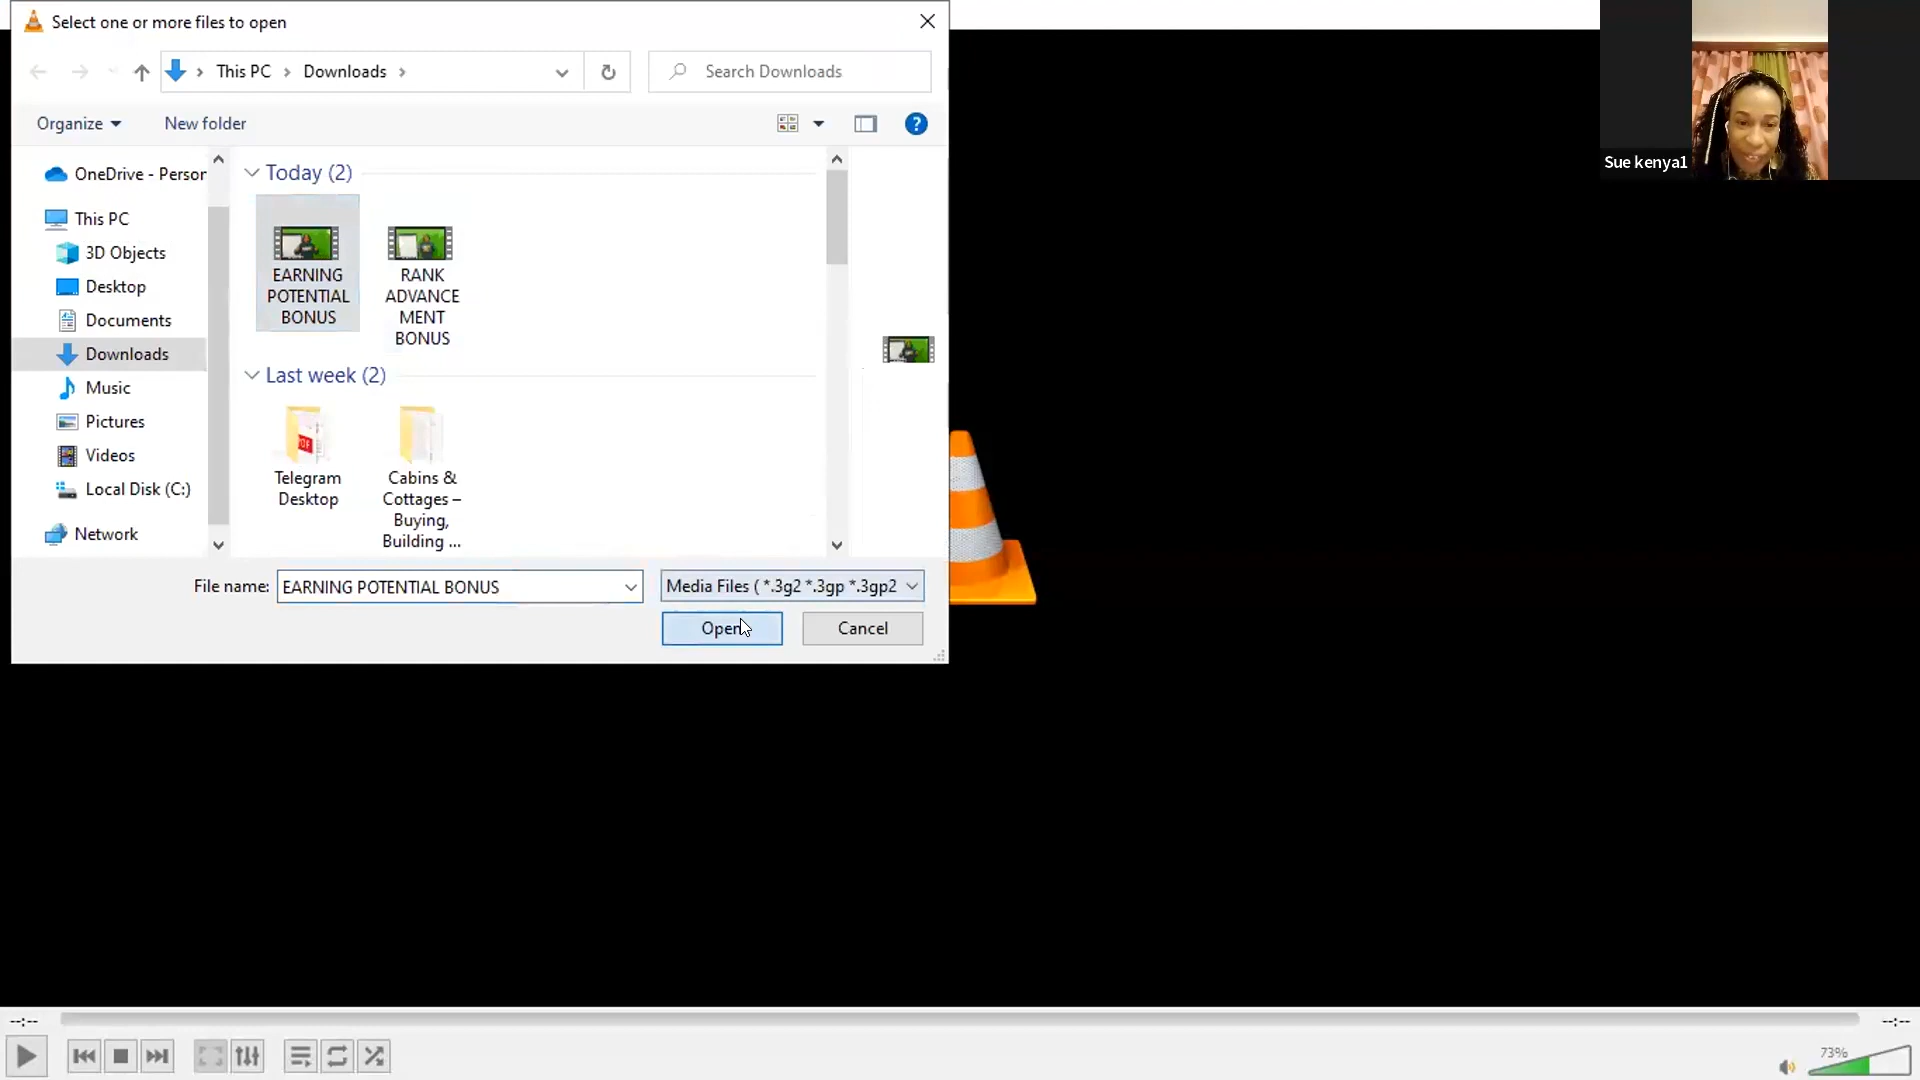 Select one or more files to open
This PC
Downloads
Search Downloads
Organize
New folder
?
OneDrive - Person
This PC
3D Objects
Desktop
Documents
Downloads
Music
Pictures
Videos
Local Disk (C:)
Network
Today (2)
EARNING
POTENTIAL
BONUS
RANK
ADVANCE
MENT
BONUS
Last week (2)
Telegram
Desktop
Cabins &
Cottages –
Buying,
Building ...
File name:
EARNING POTENTIAL BONUS
Media Files ( *.3g2 *.3gp *.3gp2
Open
Cancel
Sue kenya1
--:--
--:--
73%